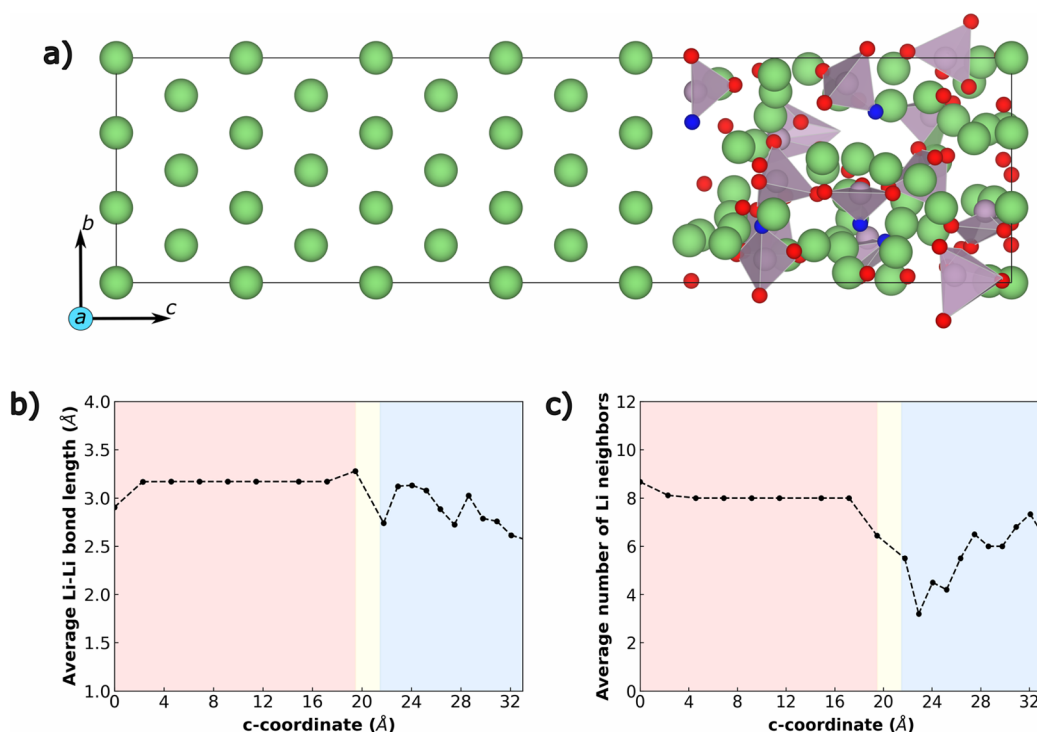 a)
b
a
c
b)
c)
Average Li-Li bond length (Å)
4.0
3.5
3.0
2.5
2.0
1.5
1.0
0 4 8 12 16 20 24 28 32
c-coordinate (Å)
Average number of Li neighbors
12
10
8
6
4
2
0
0 4 8 12 16 20 24 28 32
c-coordinate (Å)